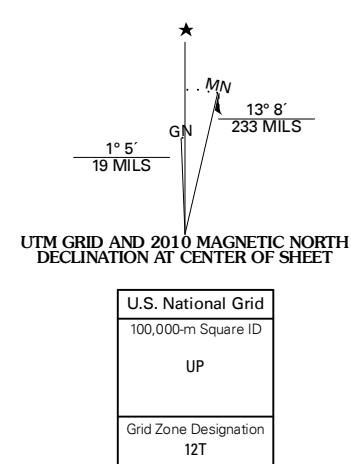 ★
MN
13° 8´
233 MILS
GN
1° 5´
19 MILS
UTM GRID AND 2010 MAGNETIC NORTH
DECLINATION AT CENTER OF SHEET
U.S. National Grid
100,000-m Square ID
UP
Grid Zone Designation
12T